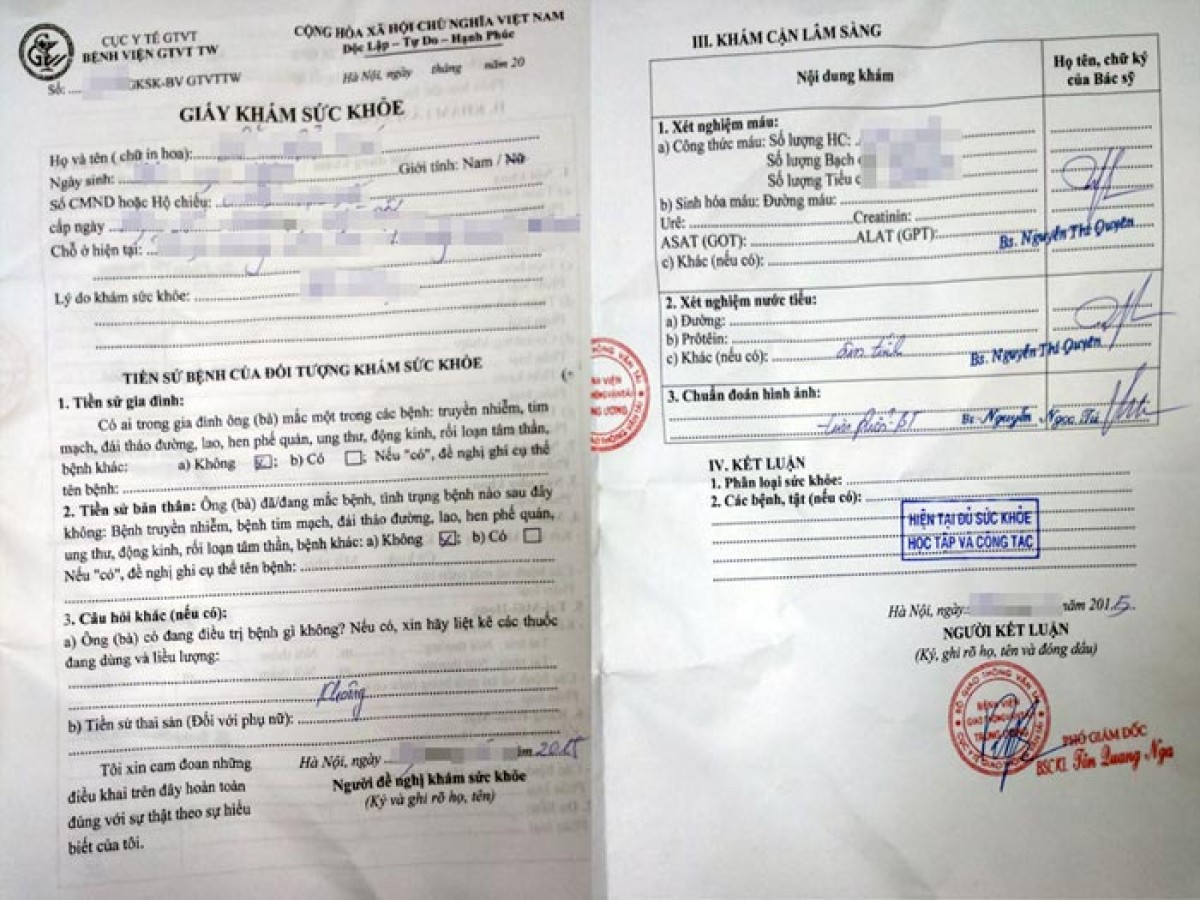 CỤC Y TẾ GTVT
BỆNH VIỆN GTVT TW
Số: ....GKSK-BV GTVTTW
CỘNG HÒA XÃ HỘI CHỦ NGHĨA VIỆT NAM
Độc Lập – Tự Do – Hạnh Phúc
Hà Nội, ngày tháng năm 20
GIẤY KHÁM SỨC KHỎE
Họ và tên ( chữ in hoa):
Ngày sinh: Giới tính: Nam / Nữ
Số CMND hoặc Hộ chiếu:
cấp ngày
Chỗ ở hiện tại:
Lý do khám sức khỏe:
TIỀN SỬ BỆNH CỦA ĐỐI TƯỢNG KHÁM SỨC KHỎE
1. Tiền sử gia đình:
Có ai trong gia đình ông (bà) mắc một trong các bệnh: truyền nhiễm, tim
mạch, đái tháo đường, lao, hen phế quản, ung thư, động kinh, rối loạn tâm thần,
bệnh khác: a) Không ☑; b) Có ☐; Nếu "có", đề nghị ghi cụ thể
tên bệnh:
2. Tiền sử bản thân: Ông (bà) đã/đang mắc bệnh, tình trạng bệnh nào sau đây
không: Bệnh truyền nhiễm, bệnh tim mạch, đái tháo đường, lao, hen phế quản,
ung thư, động kinh, rối loạn tâm thần, bệnh khác: a) Không ☑; b) Có ☐
Nếu "có", đề nghị ghi cụ thể tên bệnh:
3. Câu hỏi khác (nếu có):
a) Ông (bà) có đang điều trị bệnh gì không? Nếu có, xin hãy liệt kê các thuốc
đang dùng và liều lượng:
Không
b) Tiền sử thai sản (Đối với phụ nữ):
Tôi xin cam đoan những
điều khai trên đây hoàn toàn
đúng với sự thật theo sự hiểu
biết của tôi.
Hà Nội, ngày 2015
Người đề nghị khám sức khỏe
(Ký và ghi rõ họ, tên)
III. KHÁM CẬN LÂM SÀNG
Nội dung khám
Họ tên, chữ ký
của Bác sỹ
1. Xét nghiệm máu:
a) Công thức máu: Số lượng HC:
Số lượng Bạch
Số lượng Tiểu
b) Sinh hóa máu: Đường máu:
Urê: Creatinin:
ASAT (GOT): ALAT (GPT):
c) Khác (nếu có):
Bs. Nguyễn Thị Quyên
2. Xét nghiệm nước tiểu:
a) Đường:
b) Prôtêin:
c) Khác (nếu có): âm tính
Bs. Nguyễn Thị Quyên
3. Chuẩn đoán hình ảnh:
tim phổi BT
Bs. Nguyễn Ngọc Tú
IV. KẾT LUẬN
1. Phân loại sức khỏe:
2. Các bệnh, tật (nếu có):
HIỆN TẠI ĐỦ SỨC KHỎE
HỌC TẬP VÀ CÔNG TÁC
Hà Nội, ngày: năm 2015.
NGƯỜI KẾT LUẬN
(Ký, ghi rõ họ, tên và đóng dấu)
BỘ GIAO THÔNG VẬN TẢI
BỆNH VIỆN
GIAO THÔNG VẬN TẢI
TRUNG ƯƠNG
CỤC Y TẾ GIAO THÔNG VẬN TẢI
PHÓ GIÁM ĐỐC
BSCKI. Tôn Quang Nga